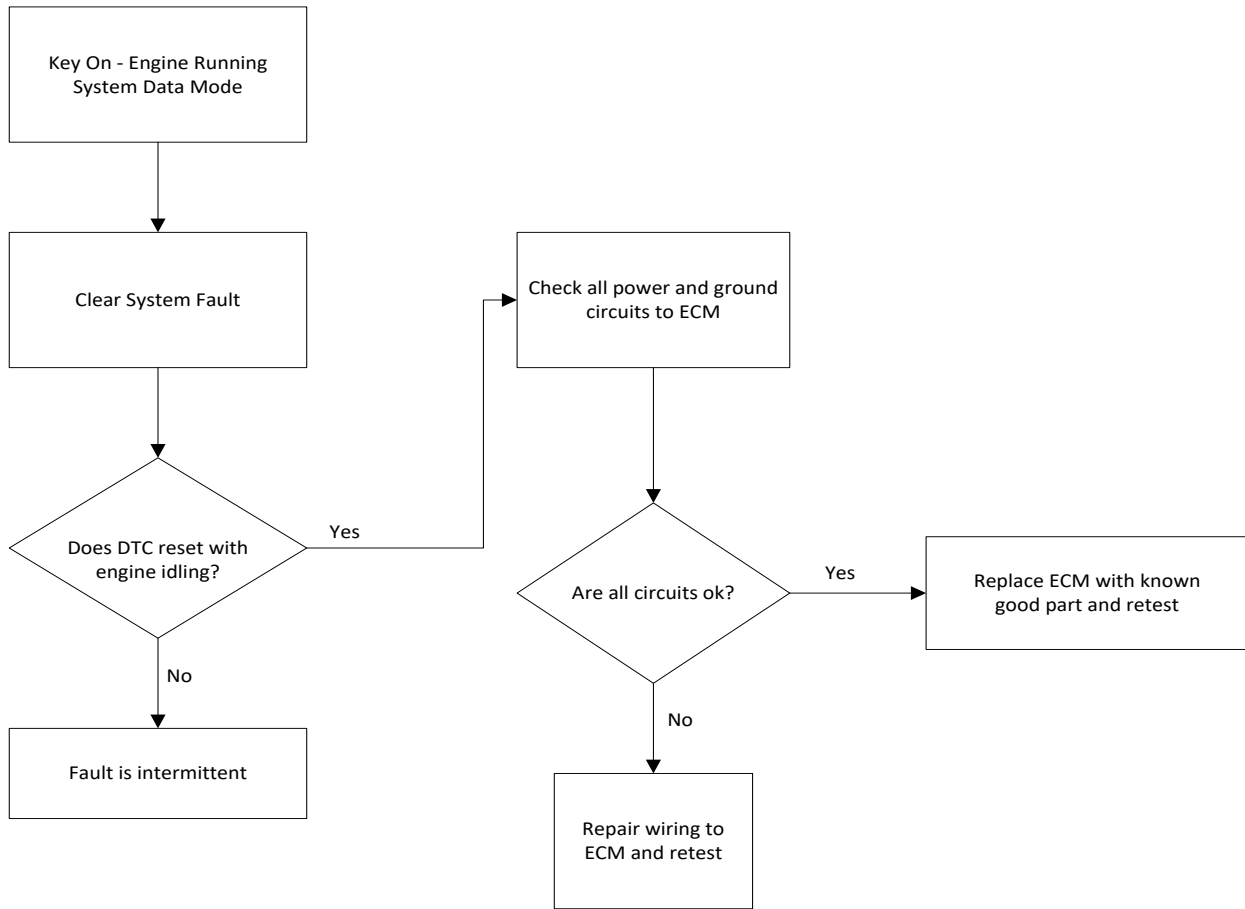 Key On - Engine Running
System Data Mode
Clear System Fault
Does DTC reset with
engine idling?
Yes
No
Fault is intermittent
Check all power and ground
circuits to ECM
Are all circuits ok?
Yes
No
Replace ECM with known
good part and retest
Repair wiring to
ECM and retest